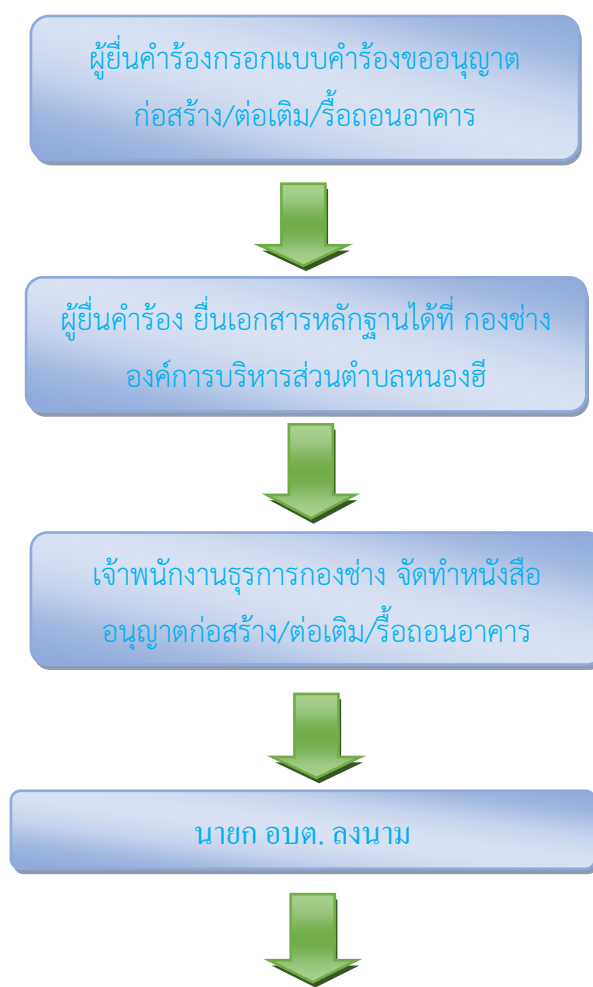 ผู้ยื่นคำร้องกรอกแบบคำร้องขออนุญาต
ก่อสร้าง/ต่อเติม/รื้อถอนอาคาร
ผู้ยื่นคำร้อง ยื่นเอกสารหลักฐานได้ที่ กองช่าง
องค์การบริหารส่วนตำบลหนองฮี
เจ้าพนักงานธุรการกองช่าง จัดทำหนังสือ
อนุญาตก่อสร้าง/ต่อเติม/รื้อถอนอาคาร
นายก อบต. ลงนาม